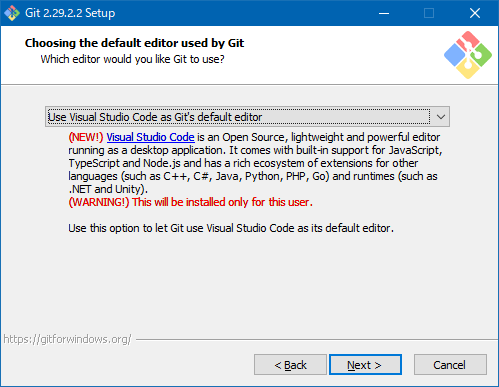 Git 2.29.2.2 Setup
Choosing the default editor used by Git
Which editor would you like Git to use?
Use Visual Studio Code as Git's default editor
(NEW!) Visual Studio Code is an Open Source, lightweight and powerful editor
running as a desktop application. It comes with built-in support for JavaScript,
TypeScript and Node.js and has a rich ecosystem of extensions for other
languages (such as C++, C#, Java, Python, PHP, Go) and runtimes (such as
.NET and Unity).
(WARNING!) This will be installed only for this user.
Use this option to let Git use Visual Studio Code as its default editor.
https://gitforwindows.org/
< Back
Next >
Cancel